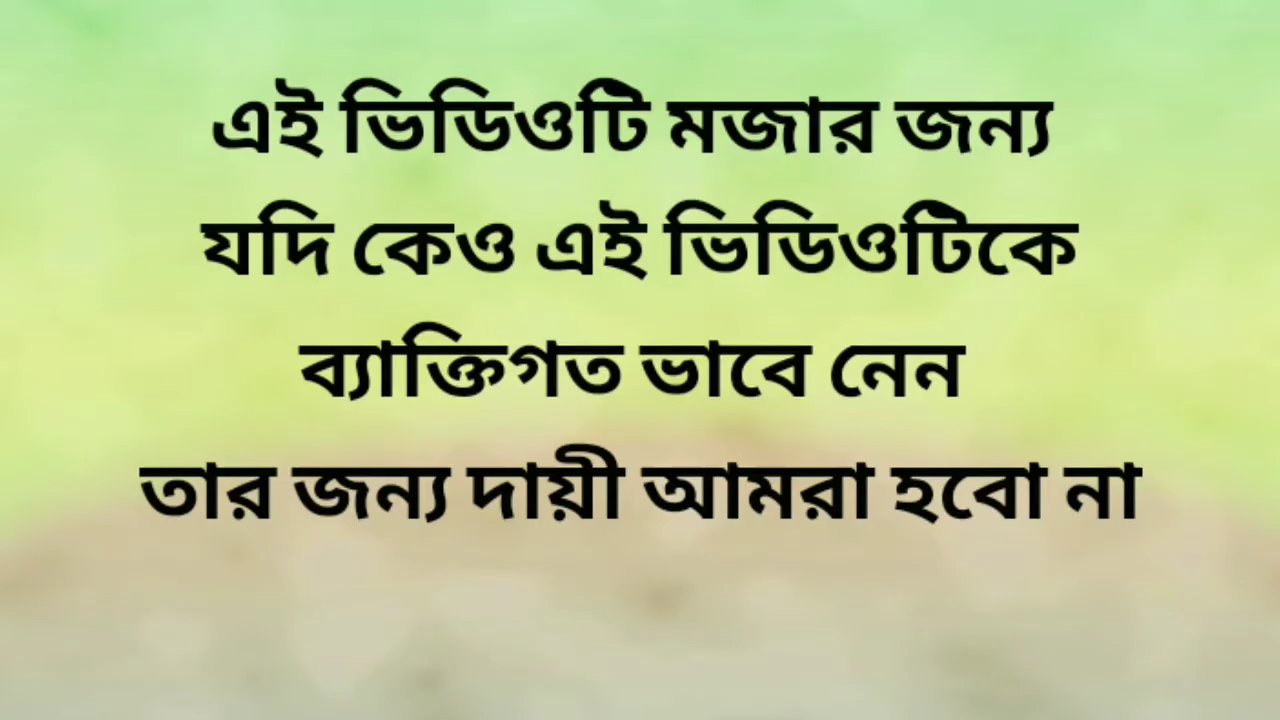 এই ভিডিওটি মজার জন্য
যদি কেও এই ভিডিওটিকে
ব্যাক্তিগত ভাবে নেন
তার জন্য দায়ী আমরা হবো না